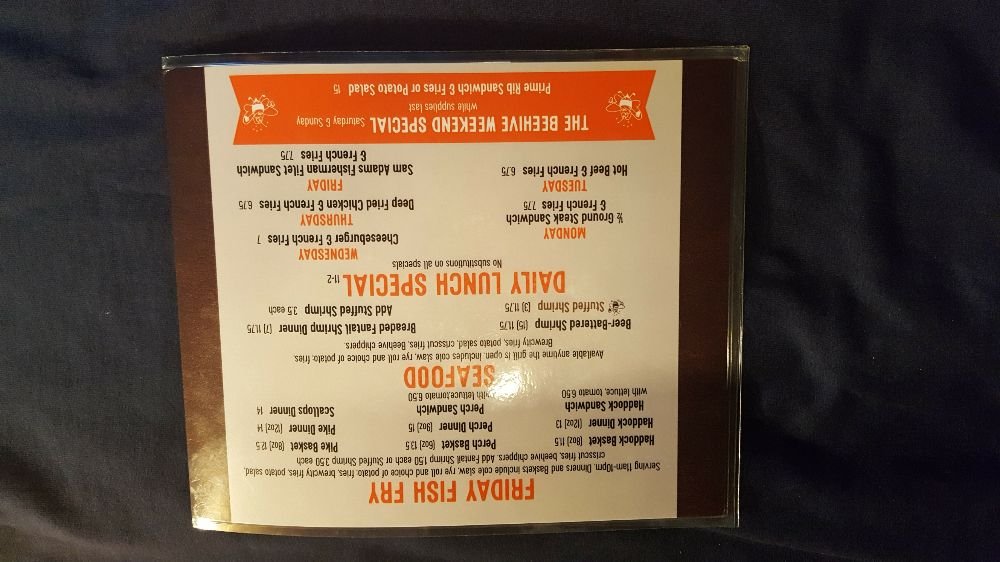 FRIDAY FISH FRY
Serving 11am-10pm. Dinners and Baskets include cole slaw, rye roll and choice of potato: fries, brewcity fries, potato salad,
crisscut fries, beehive chippers. Add Fantail Shrimp 1.50 each or Stuffed Shrimp 3.50 each
Haddock Basket (8oz) 11.5
Haddock Dinner (12oz) 13
Haddock Sandwich
with lettuce, tomato 6.50
Perch Basket (6oz) 13.5
Perch Dinner (9oz) 15
Perch Sandwich
with lettuce,tomato 6.50
Pike Basket (8oz) 12.5
Pike Dinner (12oz) 14
Scallops Dinner 14
SEAFOOD
Available anytime the grill is open. Includes cole slaw, rye roll and choice of potato: fries,
Brewcity fries, potato salad, crisscut fries, Beehive chippers.
Beer-Battered Shrimp (15) 11.75
Stuffed Shrimp (3) 11.75
Breaded Fantail Shrimp Dinner (7) 11.75
Add Stuffed Shrimp 3.5 each
DAILY LUNCH SPECIAL 11-2
No substitutions on all specials
MONDAY
½ Ground Steak Sandwich
& French Fries 7.75
TUESDAY
Hot Beef & French Fries 6.75
WEDNESDAY
Cheeseburger & French Fries 7
THURSDAY
Deep Fried Chicken & French Fries 6.75
FRIDAY
Sam Adams Fisherman Filet Sandwich
& French Fries 7.75
THE BEEHIVE WEEKEND SPECIAL Saturday & Sunday
while supplies last
Prime Rib Sandwich & Fries or Potato Salad 15